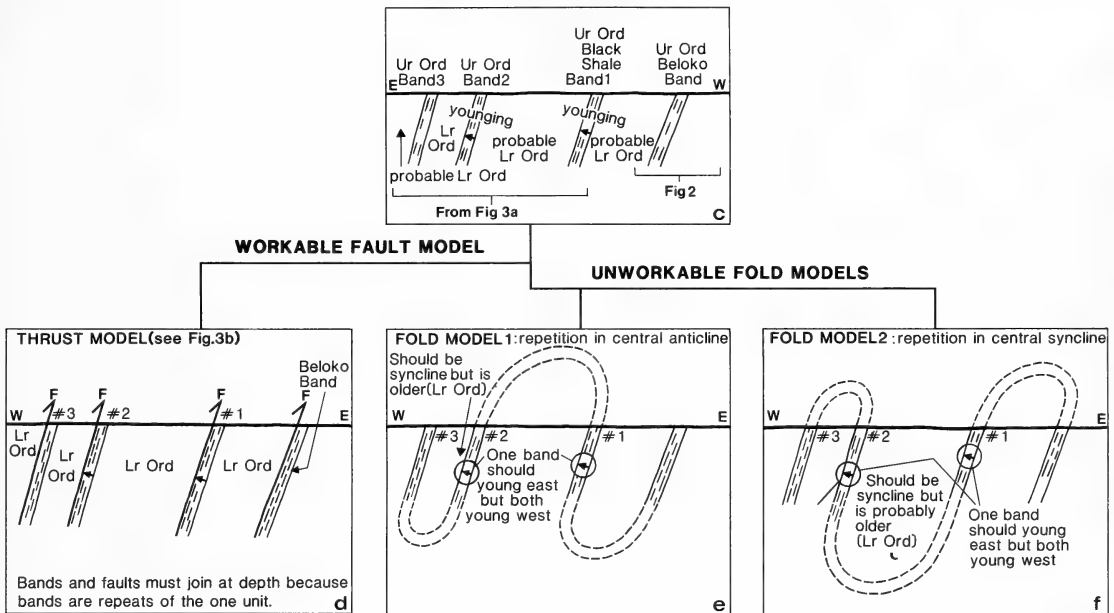 Ur Ord
Band3
Ur Ord
Band2
Ur Ord
Black
Shale
Band1
Ur Ord
Beloko
Band
E
W
younging
younging
Lr
Ord
probable
Lr Ord
probable
Lr Ord
probable Lr Ord
Fig 2
From Fig 3a
c
WORKABLE FAULT MODEL
UNWORKABLE FOLD MODELS
THRUST MODEL(see Fig.3b)
Beloko
Band
F
F
F
F
W
#3
#2
#1
E
Lr
Ord
Lr
Ord
Lr Ord
Lr Ord
Bands and faults must join at depth because
bands are repeats of the one unit.
d
FOLD MODEL1:repetition in central anticline
Should be
syncline but is
older(Lr Ord)
W
E
#3
#2
#1
One band
should
young east
but both
young west
e
FOLD MODEL2:repetition in central syncline
W
E
#3
#2
#1
Should be
syncline but
is probably
older
(Lr Ord)
One band
should young
east but both
young west
f